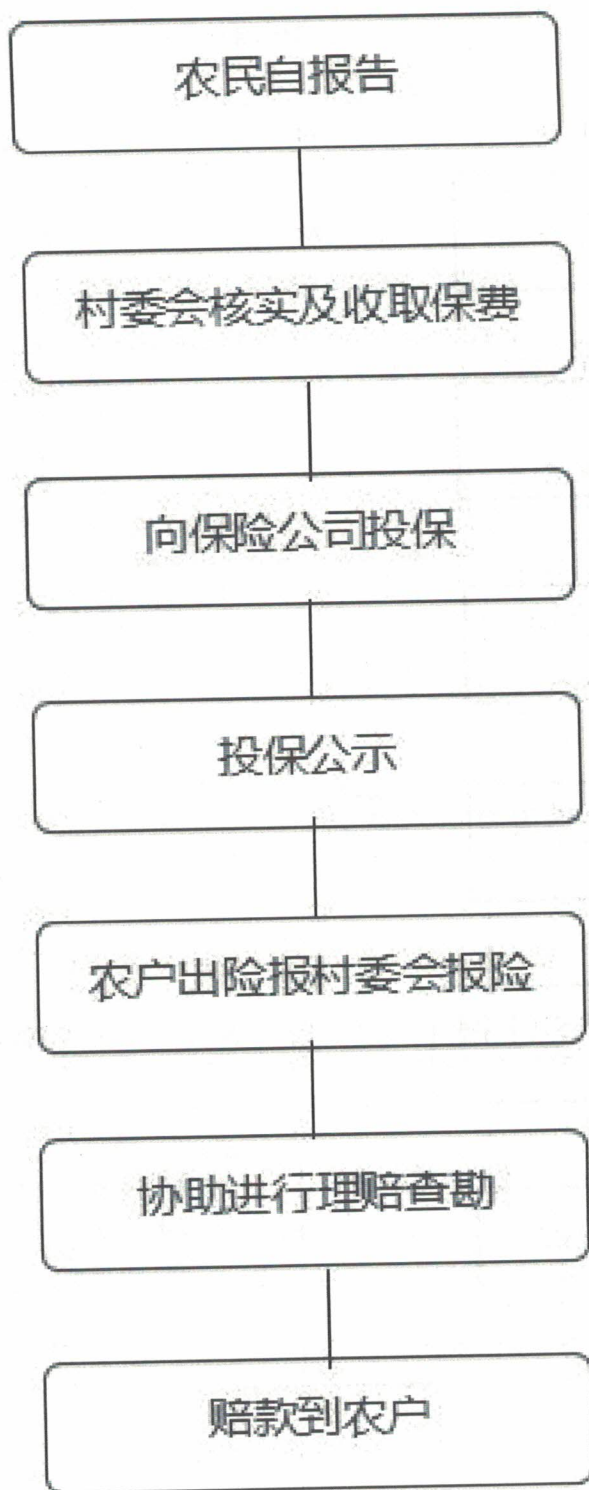 农民自报告
村委会核实及收取保费
向保险公司投保
投保公示
农户出险报村委会报险
协助进行理赔查勘
赔款到农户